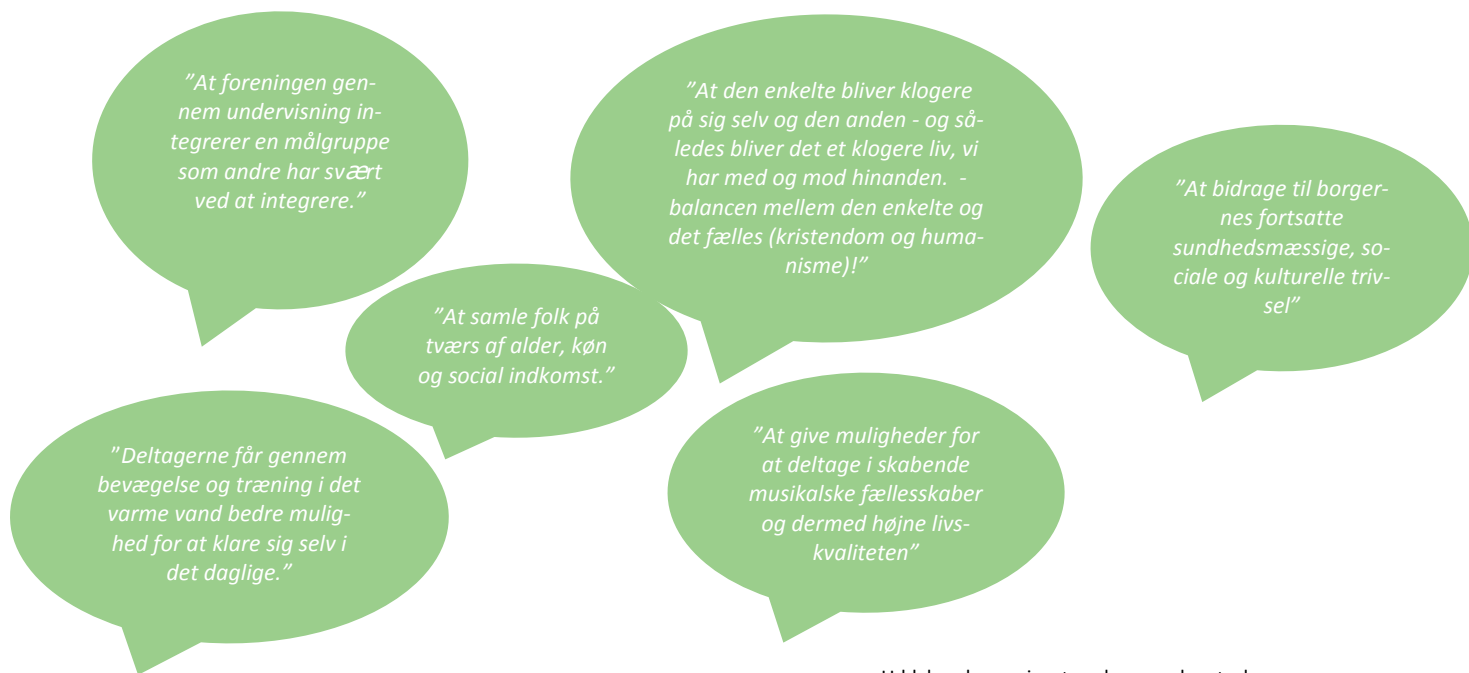 ”At foreningen gen-
nem undervisning in-
tegrerer en målgruppe
som andre har svært
ved at integrere.”
”At den enkelte bliver klogere
på sig selv og den anden - og så-
ledes bliver det et klogere liv, vi
har med og mod hinanden. -
balancen mellem den enkelte og
det fælles (kristendom og huma-
nisme)!”
”At bidrage til borger-
nes fortsatte
sundhedsmæssige, so-
ciale og kulturelle triv-
sel”
”At samle folk på
tværs af alder, køn
og social indkomst.”
”Deltagerne får gennem
bevægelse og træning i det
varme vand bedre mulig-
hed for at klare sig selv i
det daglige.”
”At give muligheder for
at deltage i skabende
musikalske fællesskaber
og dermed højne livs-
kvaliteten”